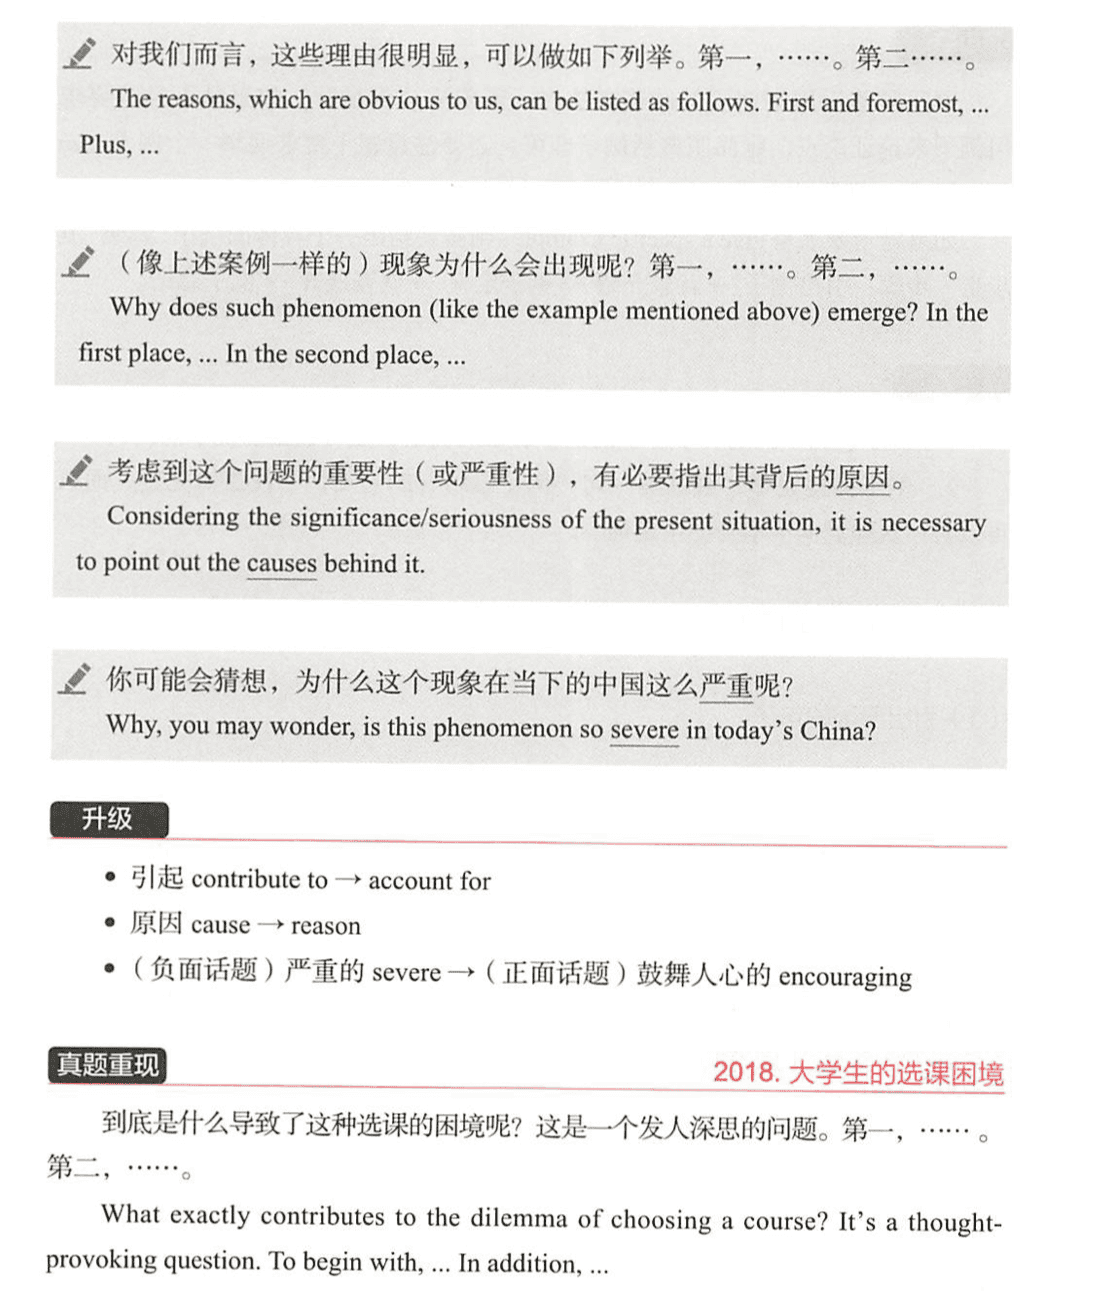 对我们而言，这些理由很明显，可以做如下列举。第一，……。第二……。
The reasons, which are obvious to us, can be listed as follows. First and foremost, ...
Plus, ...
（像上述案例一样的）现象为什么会出现呢？第一，……。第二，……。
Why does such phenomenon (like the example mentioned above) emerge? In the
first place, ... In the second place, ...
考虑到这个问题的重要性（或严重性），有必要指出其背后的原因。
Considering the significance/seriousness of the present situation, it is necessary
to point out the causes behind it.
你可能会猜想，为什么这个现象在当下的中国这么严重呢？
Why, you may wonder, is this phenomenon so severe in today's China?
升级
• 引起 contribute to → account for
• 原因 cause → reason
• （负面话题）严重的 severe →（正面话题）鼓舞人心的 encouraging
真题重现 2018. 大学生的选课困境
到底是什么导致了这种选课的困境呢？这是一个发人深思的问题。第一，……。
第二，……。
What exactly contributes to the dilemma of choosing a course? It's a thought-
provoking question. To begin with, ... In addition, ...